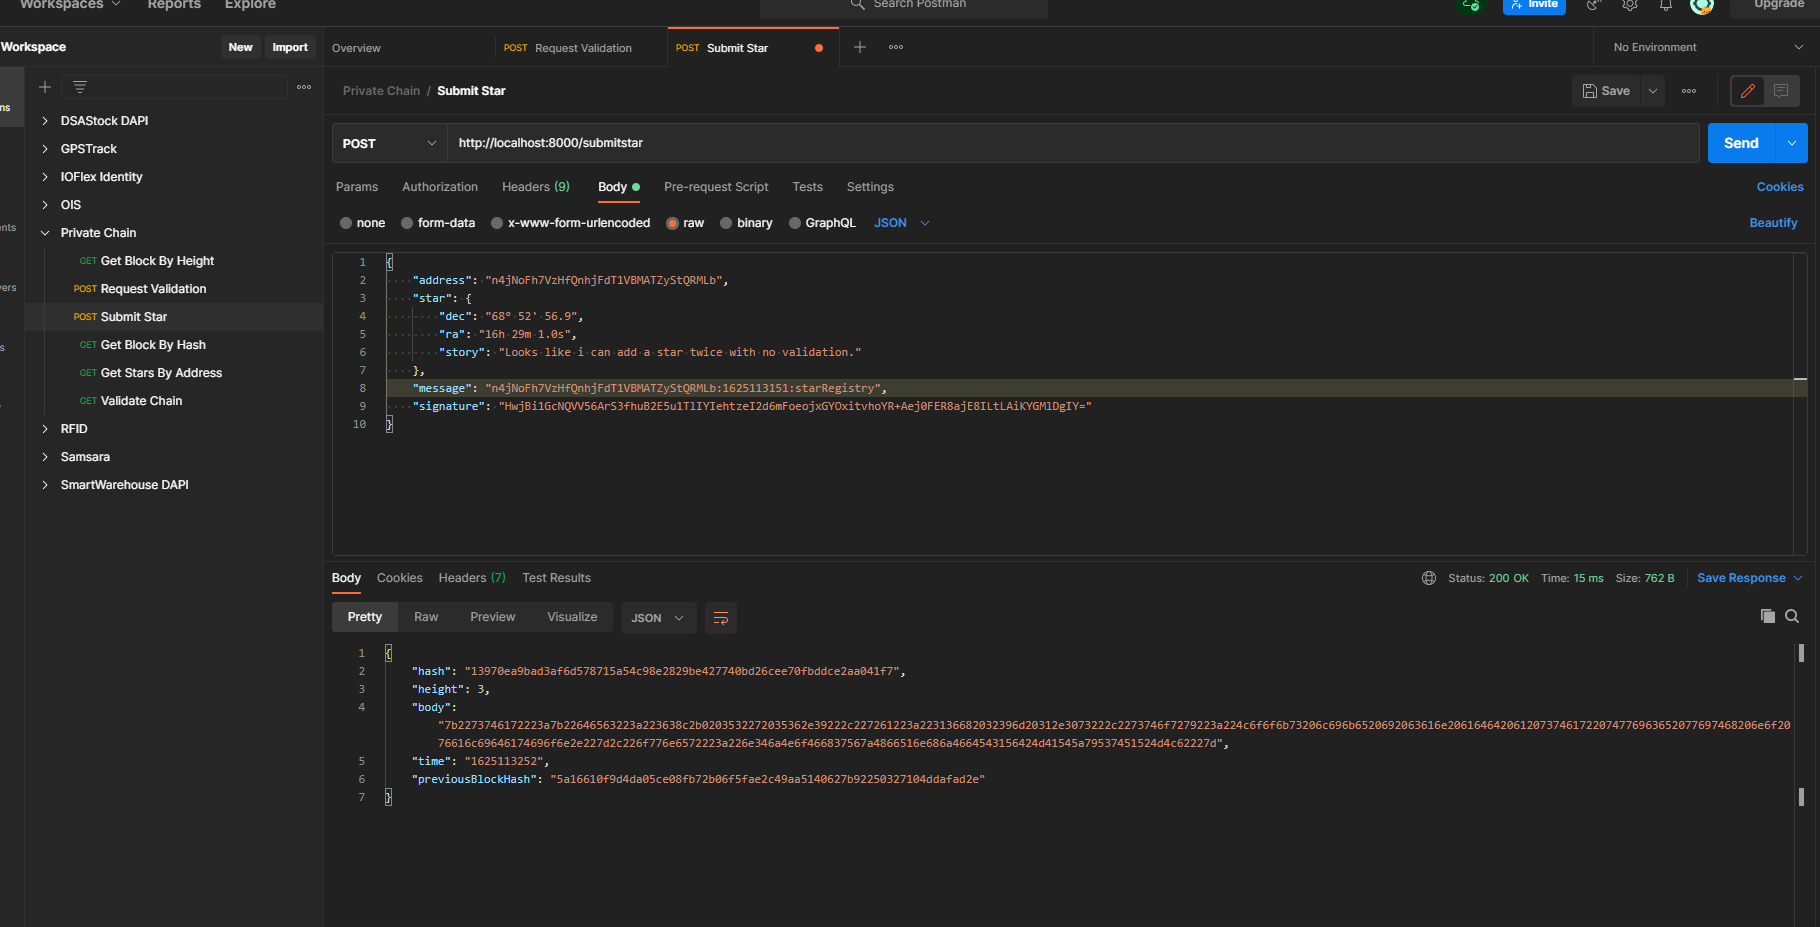 Workspaces
Reports
Explore
Search Postman
Invite
Upgrade
Workspace
New
Import
Overview
POST Request Validation
POST Submit Star
No Environment
Private Chain / Submit Star
Save
DSAStock DAPI
GPSTrack
IOFlex Identity
OIS
Private Chain
GET Get Block By Height
POST Request Validation
POST Submit Star
GET Get Block By Hash
GET Get Stars By Address
GET Validate Chain
RFID
Samsara
SmartWarehouse DAPI
POST
http://localhost:8000/submitstar
Send
Params
Authorization
Headers (9)
Body
Pre-request Script
Tests
Settings
Cookies
none
form-data
x-www-form-urlencoded
raw
binary
GraphQL
JSON
Beautify
1 {
2 "address": "n4jNoFh7VzHfQnhjFdT1VBMATZyStQRMLb",
3 "star": {
4 "dec": "68° 52' 56.9",
5 "ra": "16h 29m 1.0s",
6 "story": "Looks like i can add a star twice with no validation."
7 },
8 "message": "n4jNoFh7VzHfQnhjFdT1VBMATZyStQRMLb:1625113151:starRegistry",
9 "signature": "HwjBi1GcNQVV56ArS3fhuB2E5u1TlIYIehtzeI2d6mFoeojxGYOxitvhoYR+Aej0FER8ajE8ILtLAiKYGMlDgIY="
10 }
Body
Cookies
Headers (7)
Test Results
Status: 200 OK
Time: 15 ms
Size: 762 B
Save Response
Pretty
Raw
Preview
Visualize
JSON
1 {
2 "hash": "13970ea9bad3af6d578715a54c98e2829be427740bd26cee70fbddce2aa041f7",
3 "height": 3,
4 "body":
"7b2273746172223a7b22646563223a223638c2b0203532272035362e39222c227261223a223136682032396d20312e3073222c2273746f7279223a224c6f6f6b73206c696b6520692063616e206164642061207374617220747769636520776974682​06e6f20
76616c69646174696f6e2e227d2c226f776e6572223a226e346a4e6f466837567a4866516e686a4664543156424d41545a79537451524d4c62227d",
5 "time": "1625113252",
6 "previousBlockHash": "5a16610f9d4da05ce08fb72b06f5fae2c49aa5140627b92250327104ddafad2e"
7 }